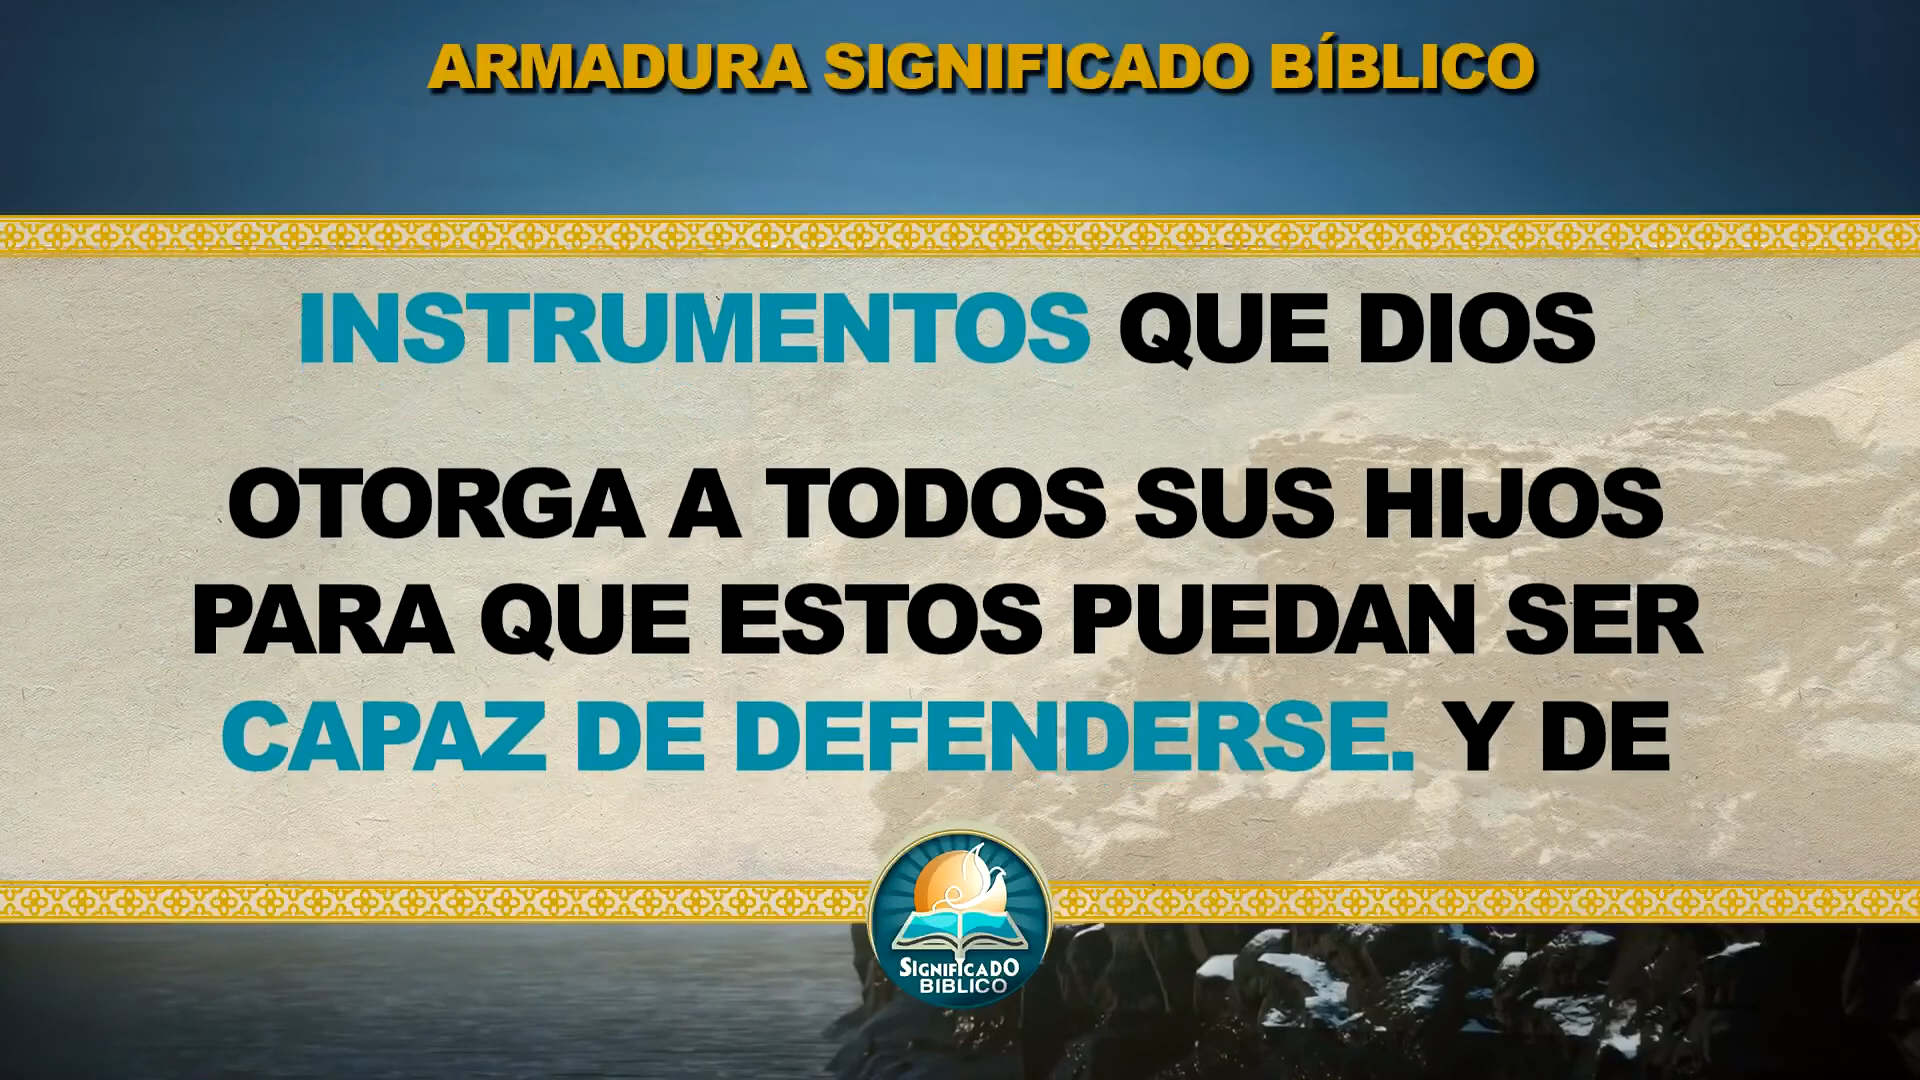 ARMADURA SIGNIFICADO BÍBLICO
INSTRUMENTOS QUE DIOS
OTORGA A TODOS SUS HIJOS
PARA QUE ESTOS PUEDAN SER
CAPAZ DE DEFENDERSE. Y DE
SIGNIFICADO
BIBLICO